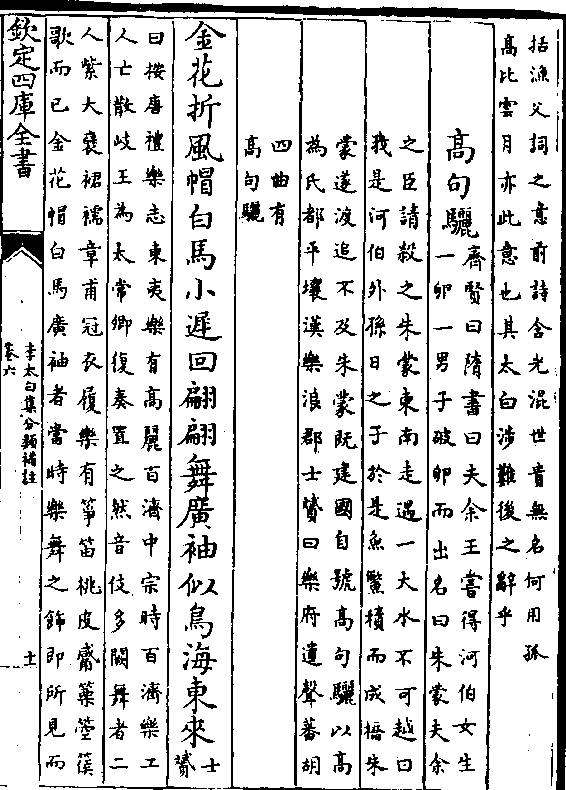 括漁父詞之意前詩含光混世貴無名何用孤
高比雲月亦此意也其太白涉難後之辭乎
高句驪齊賢曰隋書曰夫余王嘗得河伯女生
一卵一男子破卵而出名曰朱蒙夫余
之臣請殺之朱蒙東南走遇一大水不可越曰
我是河伯外孫日之子於是魚鱉積而成橋朱
蒙遂渡追不及朱蒙既建國自號高句驪以高
為氏都平壤漢樂浪郡士贇曰樂府遺聲蕃胡
四曲有
高句驪
金花折風帽白馬小遲回翩翩舞廣袖似鳥海東來士
贇
曰按唐禮樂志東夷樂有高麗百濟中宗時百濟樂工
人亡散岐王為太常卿復奏置之然音伎多闕舞者二
人紫大袖裙襦章甫冠衣履樂有箏笛桃皮觱篥箜篌
歌而已金花帽白馬廣袖者當時樂舞之飾即所見而
欽定四庫全書
李太白集分類補註
卷六
十一